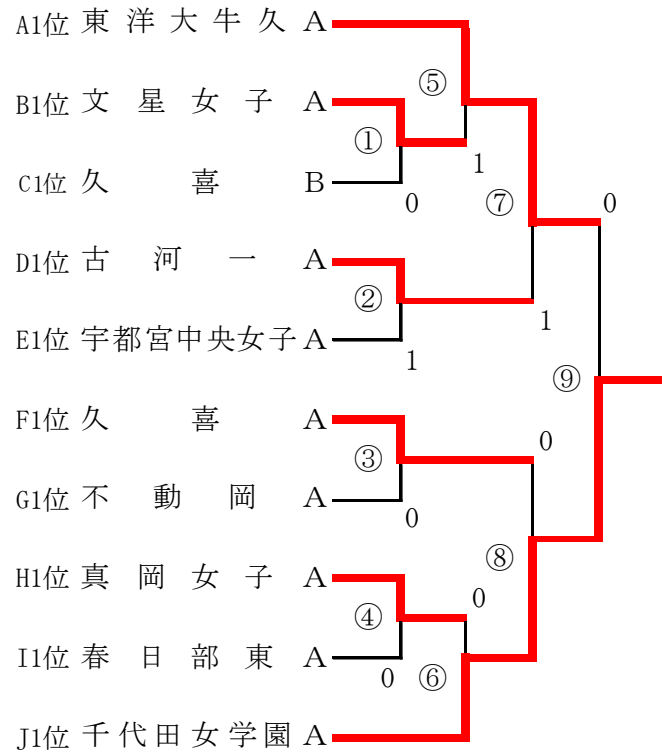 A1位 東洋大牛久 A
⑤
B1位 文星女子 A
①
1
C1位 久喜 B
0
⑦
0
D1位 古河一 A
②
1
E1位 宇都宮中央女子 A
1
⑨
F1位 久喜 A
0
③
G1位 不動岡 A
0
⑧
H1位 真岡女子 A
0
④
I1位 春日部東 A
0
⑥
J1位 千代田女学園 A